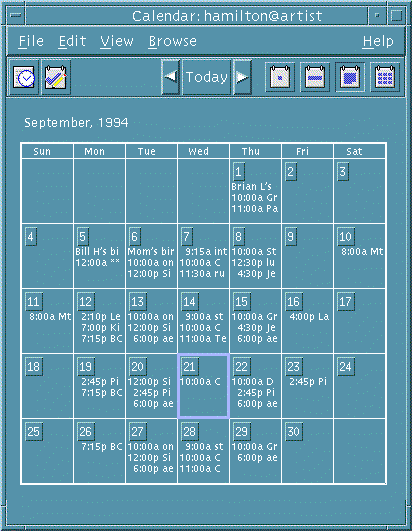 Calendar: hamilton@artist
File Edit View Browse Help
Today
September, 1994
Sun Mon Tue Wed Thu Fri Sat
1 2 3
Brian L's
10:00a Gr
11:00a Pa
4 5 6 7 8 9 10
Bill H's bi Mom's bir 9:15a int 10:00a St 8:00a Mt
12:00a ** 10:00a on 10:00a C 12:30p lu
12:00p Si 11:30a ru 4:30p Je
11 12 13 14 15 16 17
8:00a Mt 2:10p Le 10:00a on 9:00a st 10:00a Gr 4:00p La
7:00p Ki 12:00p Si 10:00a C 4:30p Je
7:15p BC 6:00p ae 11:00a Te 6:00p ae
18 19 20 21 22 23 24
2:45p Pi 12:00p Si 10:00a C 10:00a D 2:45p Pi
7:15p BC 2:45p Pi 2:45p Pi
6:00p ae 6:00p ae
25 26 27 28 29 30
7:15p BC 10:00a on 9:00a st 10:00a Gr
12:00p Si 10:00a C 6:00p ae
6:00p ae 11:00a C